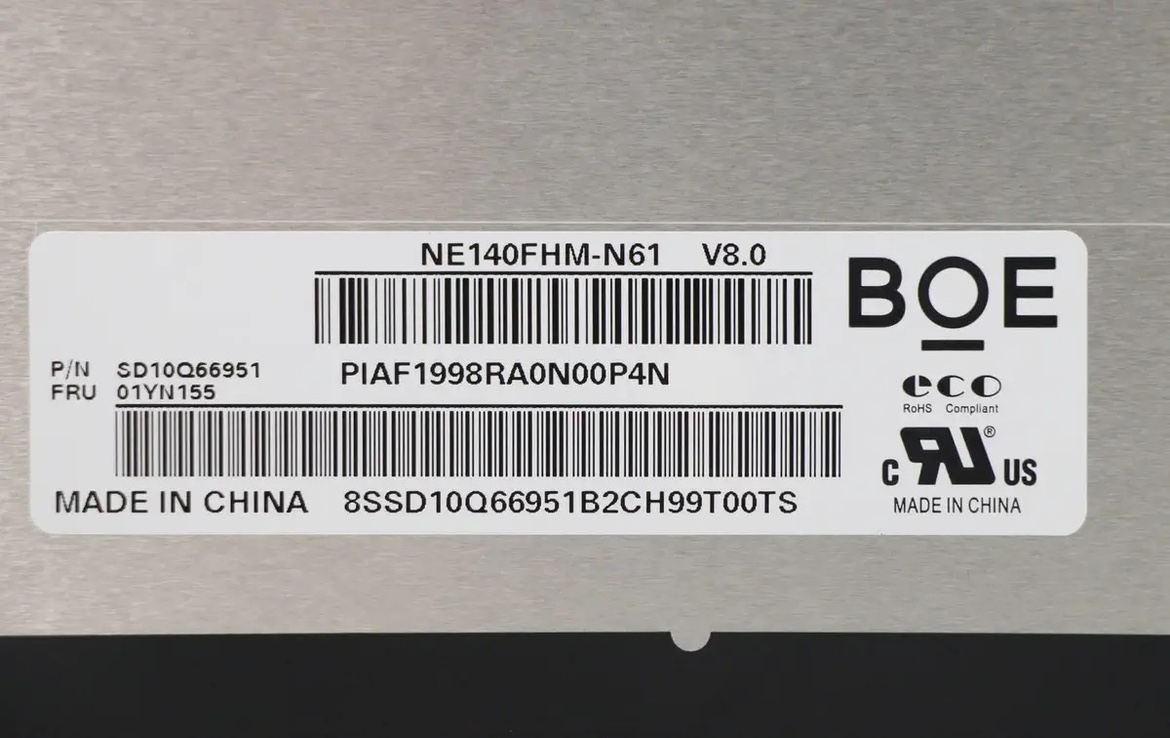 NE140FHM-N61 V8.0
BOE
P/N SD10Q66951
FRU 01YN155
PIAF1998RA0N00P4N
eco
RoHS Compliant
C RU ® US
MADE IN CHINA 8SSD10Q66951B2CH99T00TS
MADE IN CHINA